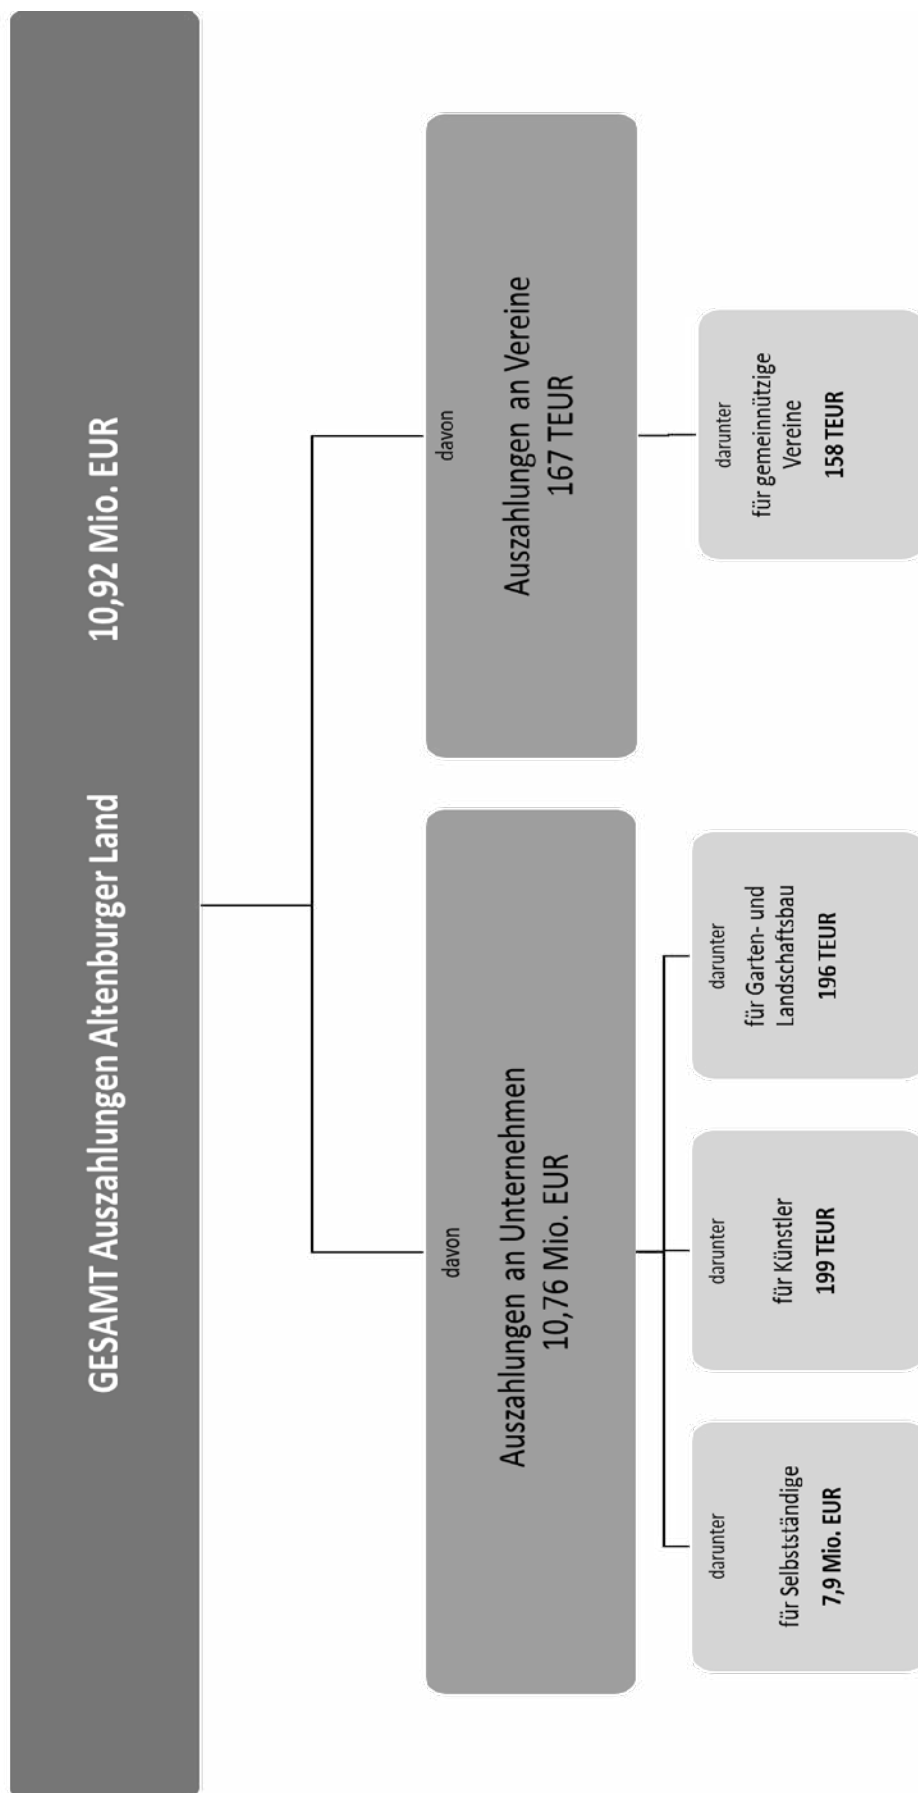 GESAMT Auszahlungen Altenburger Land 10,92 Mio. EUR
davon
Auszahlungen an Unternehmen
10,76 Mio. EUR
davon
Auszahlungen an Vereine
167 TEUR
darunter
für Selbstständige
7,9 Mio. EUR
darunter
für Künstler
199 TEUR
darunter
für Garten- und
Landschaftsbau
196 TEUR
darunter
für gemeinnützige
Vereine
158 TEUR